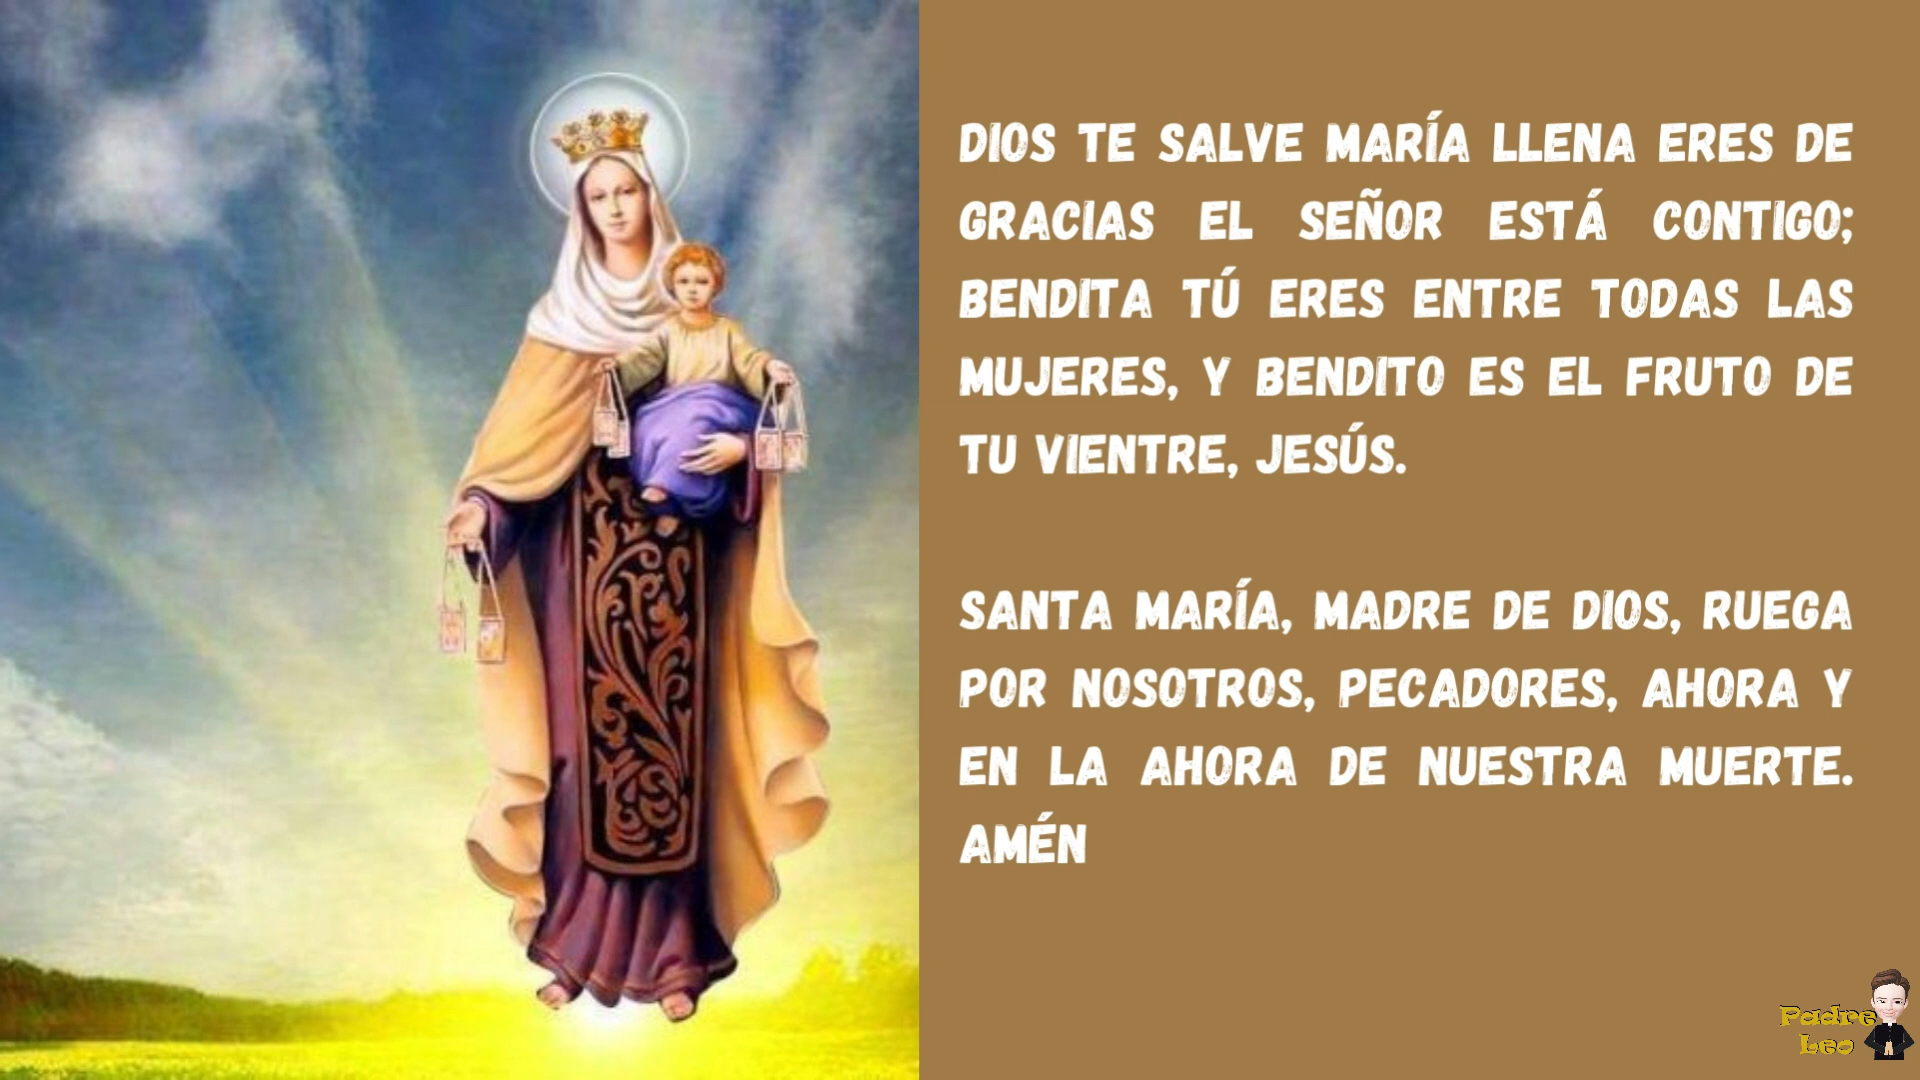 DIOS TE SALVE MARÍA LLENA ERES DE
GRACIAS EL SEÑOR ESTÁ CONTIGO;
BENDITA TÚ ERES ENTRE TODAS LAS
MUJERES, Y BENDITO ES EL FRUTO DE
TU VIENTRE, JESÚS.
SANTA MARÍA, MADRE DE DIOS, RUEGA
POR NOSOTROS, PECADORES, AHORA Y
EN LA AHORA DE NUESTRA MUERTE.
AMÉN
Padre
Leo